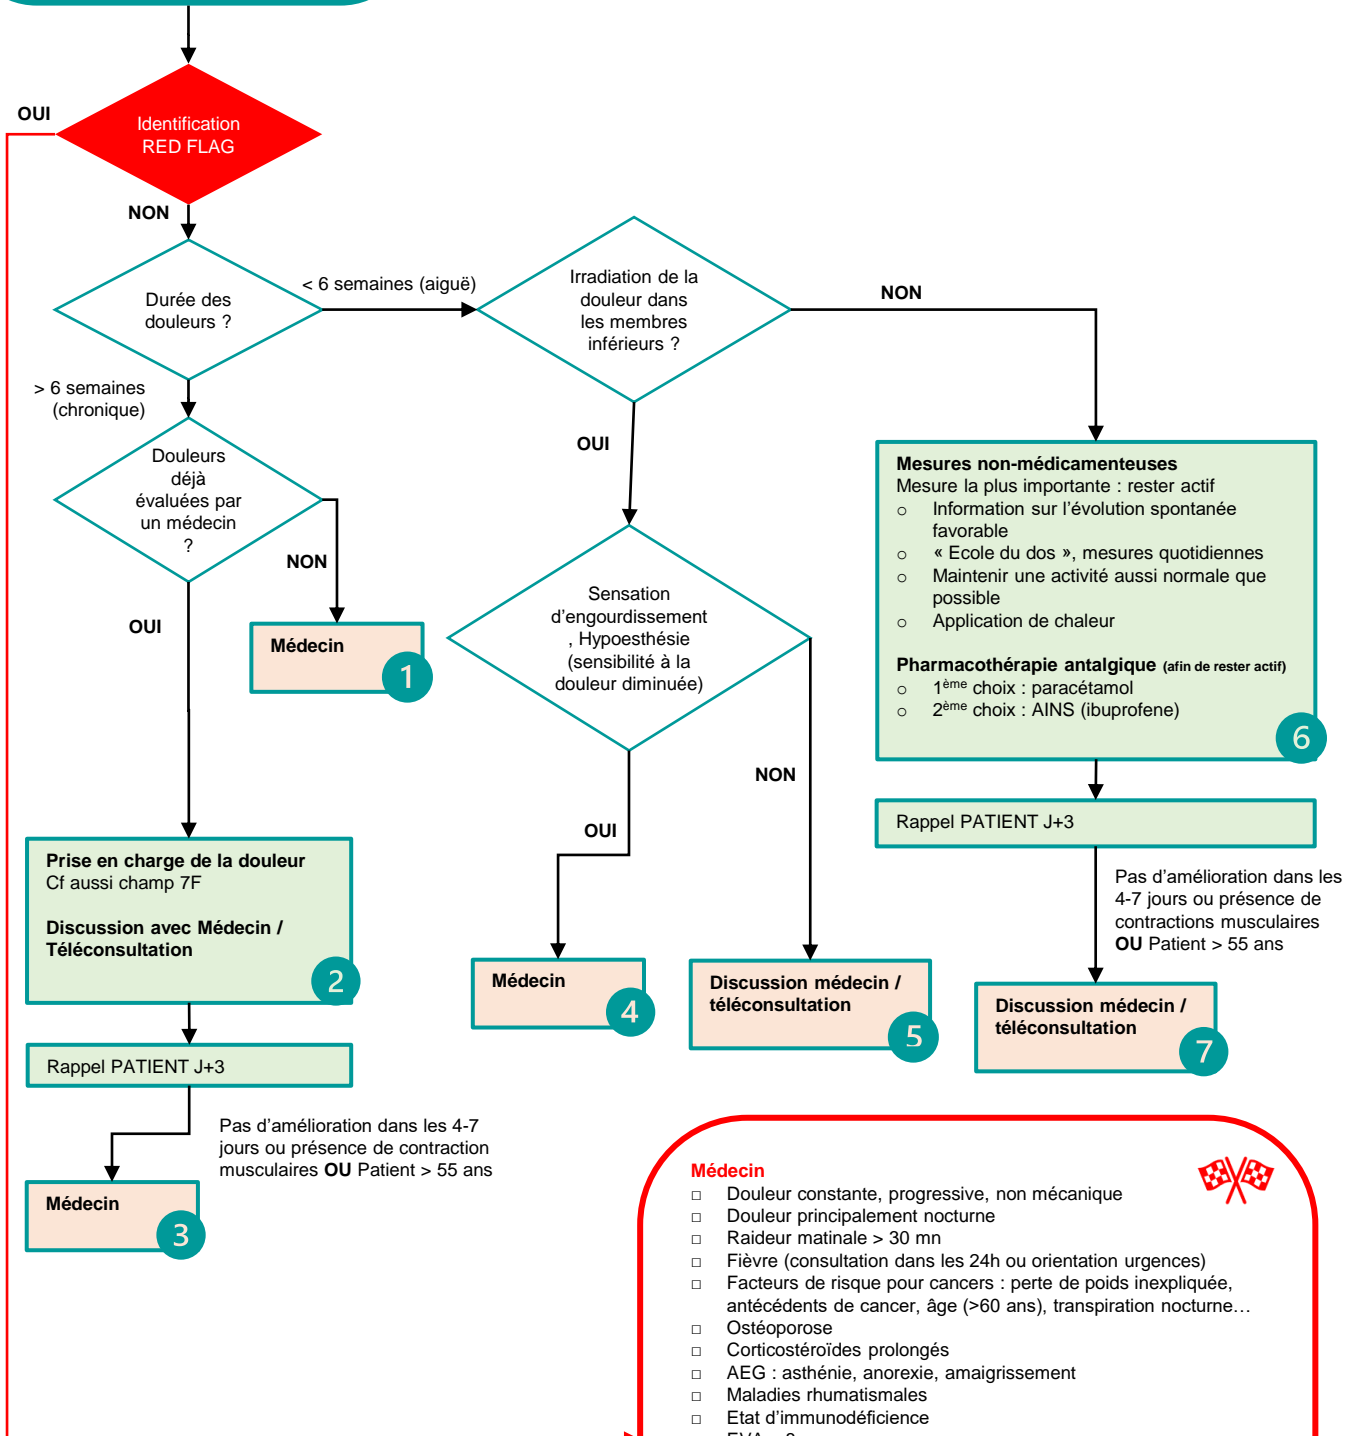 OUI
Identification
RED FLAG
NON
Durée des
douleurs ?
< 6 semaines (aiguë)
Irradiation de la
douleur dans
les membres
inférieurs ?
NON
> 6 semaines
(chronique)
OUI
Douleurs
déjà
évaluées par
un médecin
?
NON
OUI
Médecin
1
Sensation
d’engourdissement
, Hypoesthésie
(sensibilité à la
douleur diminuée)
Mesures non-médicamenteuses
Mesure la plus importante : rester actif
o Information sur l’évolution spontanée
favorable
o « Ecole du dos », mesures quotidiennes
o Maintenir une activité aussi normale que
possible
o Application de chaleur
Pharmacothérapie antalgique (afin de rester actif)
o 1ème choix : paracétamol
o 2ème choix : AINS (ibuprofene)
6
NON
OUI
Rappel PATIENT J+3
Prise en charge de la douleur
Cf aussi champ 7F
Discussion avec Médecin /
Téléconsultation
2
Pas d’amélioration dans les
4-7 jours ou présence de
contractions musculaires
OU Patient > 55 ans
Médecin
4
Discussion médecin /
téléconsultation
5
Discussion médecin /
téléconsultation
7
Rappel PATIENT J+3
Pas d’amélioration dans les 4-7
jours ou présence de contraction
musculaires OU Patient > 55 ans
Médecin
3
Médecin
□ Douleur constante, progressive, non mécanique
□ Douleur principalement nocturne
□ Raideur matinale > 30 mn
□ Fièvre (consultation dans les 24h ou orientation urgences)
□ Facteurs de risque pour cancers : perte de poids inexpliquée,
antécédents de cancer, âge (>60 ans), transpiration nocturne…
□ Ostéoporose
□ Corticostéroïdes prolongés
□ AEG : asthénie, anorexie, amaigrissement
□ Maladies rhumatismales
□ Etat d’immunodéficience